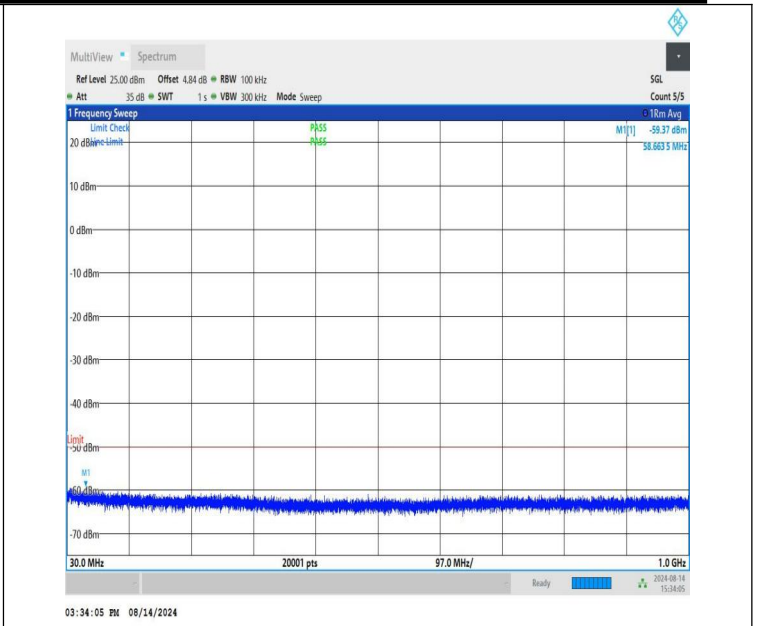 MultiView Spectrum
Ref Level 25.00 dBm Offset 4.84 dB RBW 100 kHz SGL
Att 35 dB SWT 1 s VBW 300 kHz Mode Sweep Count 5/5
1 Frequency Sweep 1Rm Avg
Limit Check PASS M1[1] -59.37 dBm
20 dBm Line Limit PASS 58.663 5 MHz
10 dBm
0 dBm
-10 dBm
-20 dBm
-30 dBm
-40 dBm
Limit
-50 dBm
M1
-60 dBm
-70 dBm
30.0 MHz 20001 pts 97.0 MHz/ 1.0 GHz
Ready 2024-08-14
15:34:05
03:34:05 PM 08/14/2024